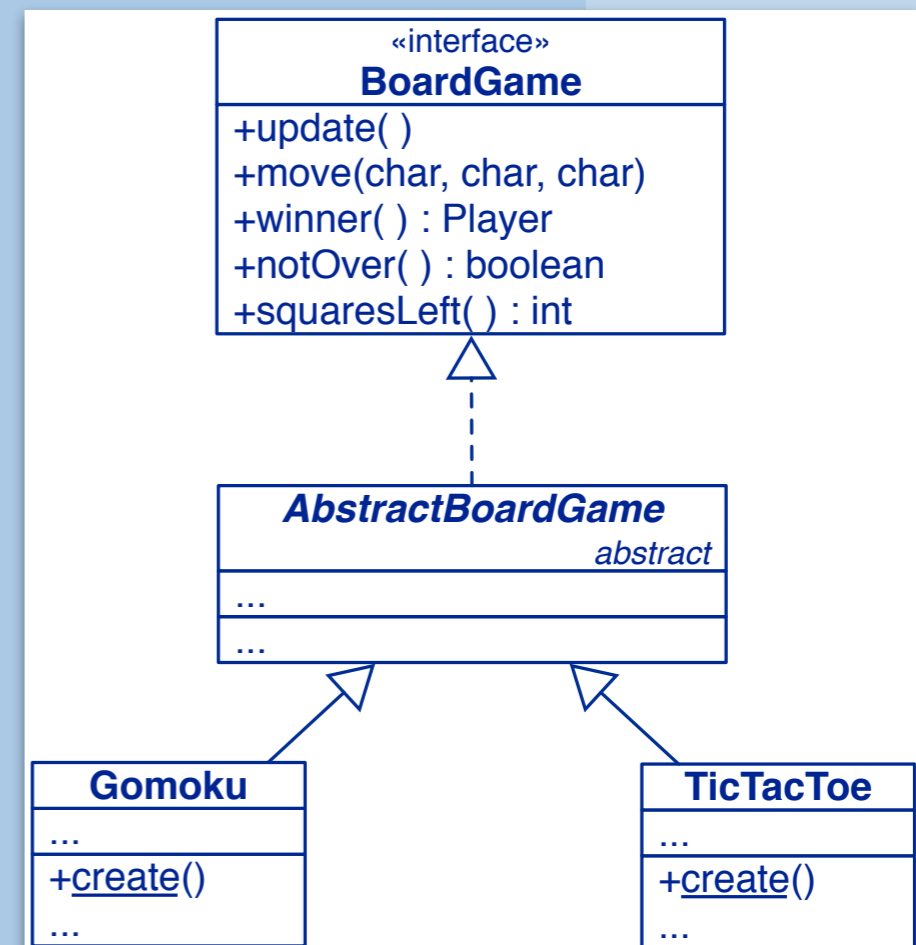 «interface»
BoardGame
+update( )
+move(char, char, char)
+winner( ) : Player
+notOver( ) : boolean
+squaresLeft( ) : int
AbstractBoardGame
abstract
...
...
Gomoku
...
+create()
...
TicTacToe
...
+create()
...